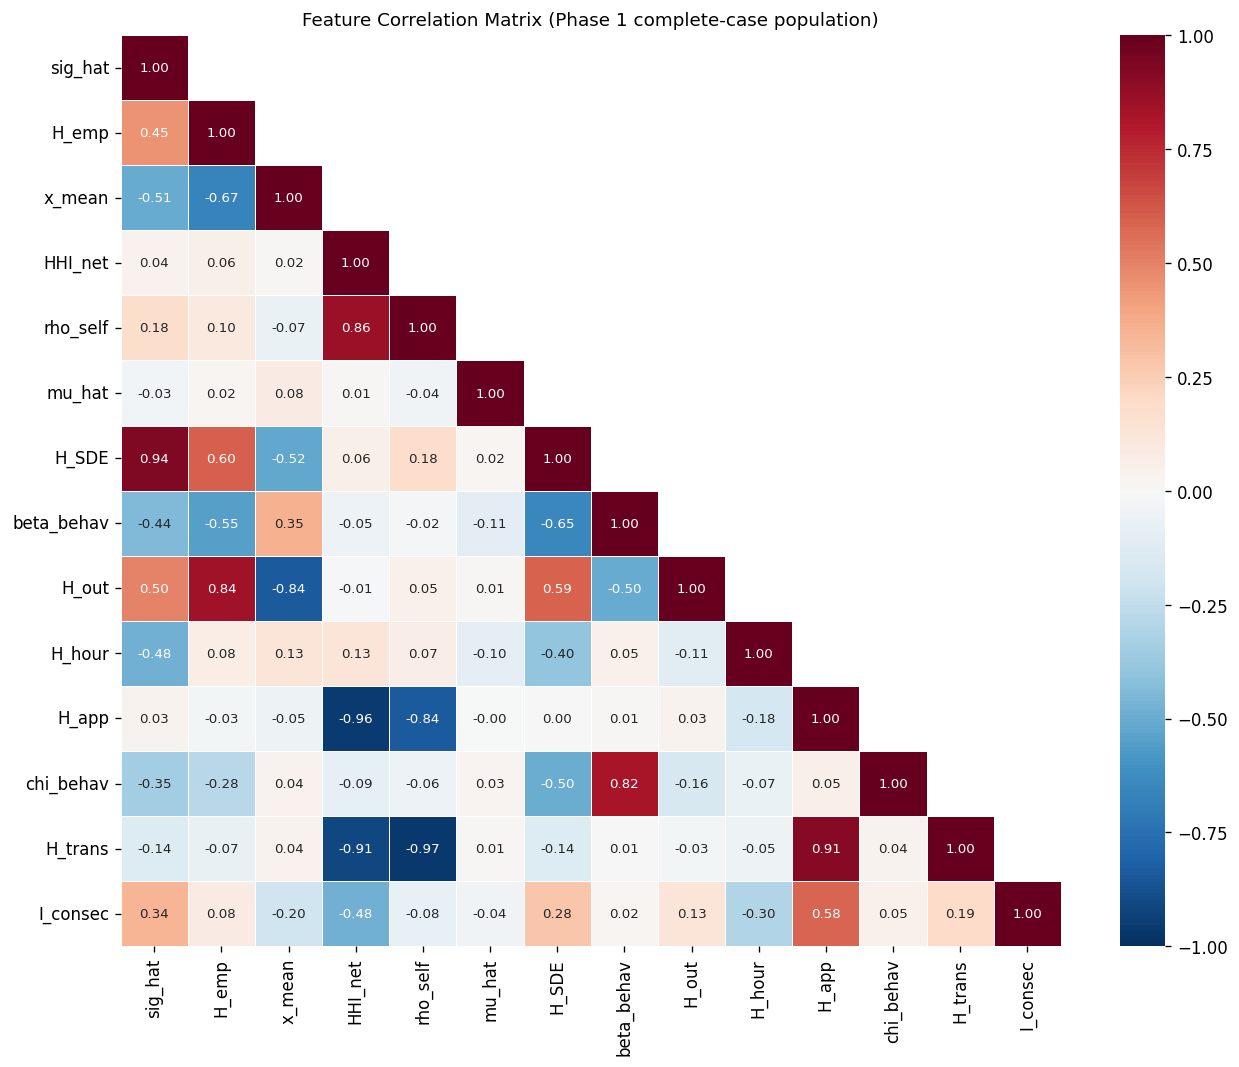 Feature Correlation Matrix (Phase 1 complete-case population)
sig_hat 1.00
H_emp 0.45 1.00
x_mean -0.51 -0.67 1.00
HHI_net 0.04 0.06 0.02 1.00
rho_self 0.18 0.10 -0.07 0.86 1.00
mu_hat -0.03 0.02 0.08 0.01 -0.04 1.00
H_SDE 0.94 0.60 -0.52 0.06 0.18 0.02 1.00
beta_behav -0.44 -0.55 0.35 -0.05 -0.02 -0.11 -0.65 1.00
H_out 0.50 0.84 -0.84 -0.01 0.05 0.01 0.59 -0.50 1.00
H_hour -0.48 0.08 0.13 0.13 0.07 -0.10 -0.40 0.05 -0.11 1.00
H_app 0.03 -0.03 -0.05 -0.96 -0.84 -0.00 0.00 0.01 0.03 -0.18 1.00
chi_behav -0.35 -0.28 0.04 -0.09 -0.06 0.03 -0.50 0.82 -0.16 -0.07 0.05 1.00
H_trans -0.14 -0.07 0.04 -0.91 -0.97 0.01 -0.14 0.01 -0.03 -0.05 0.91 0.04 1.00
I_consec 0.34 0.08 -0.20 -0.48 -0.08 -0.04 0.28 0.02 0.13 -0.30 0.58 0.05 0.19 1.00
sig_hat H_emp x_mean HHI_net rho_self mu_hat H_SDE beta_behav H_out H_hour H_app chi_behav H_trans I_consec
1.00
0.75
0.50
0.25
0.00
−0.25
−0.50
−0.75
−1.00